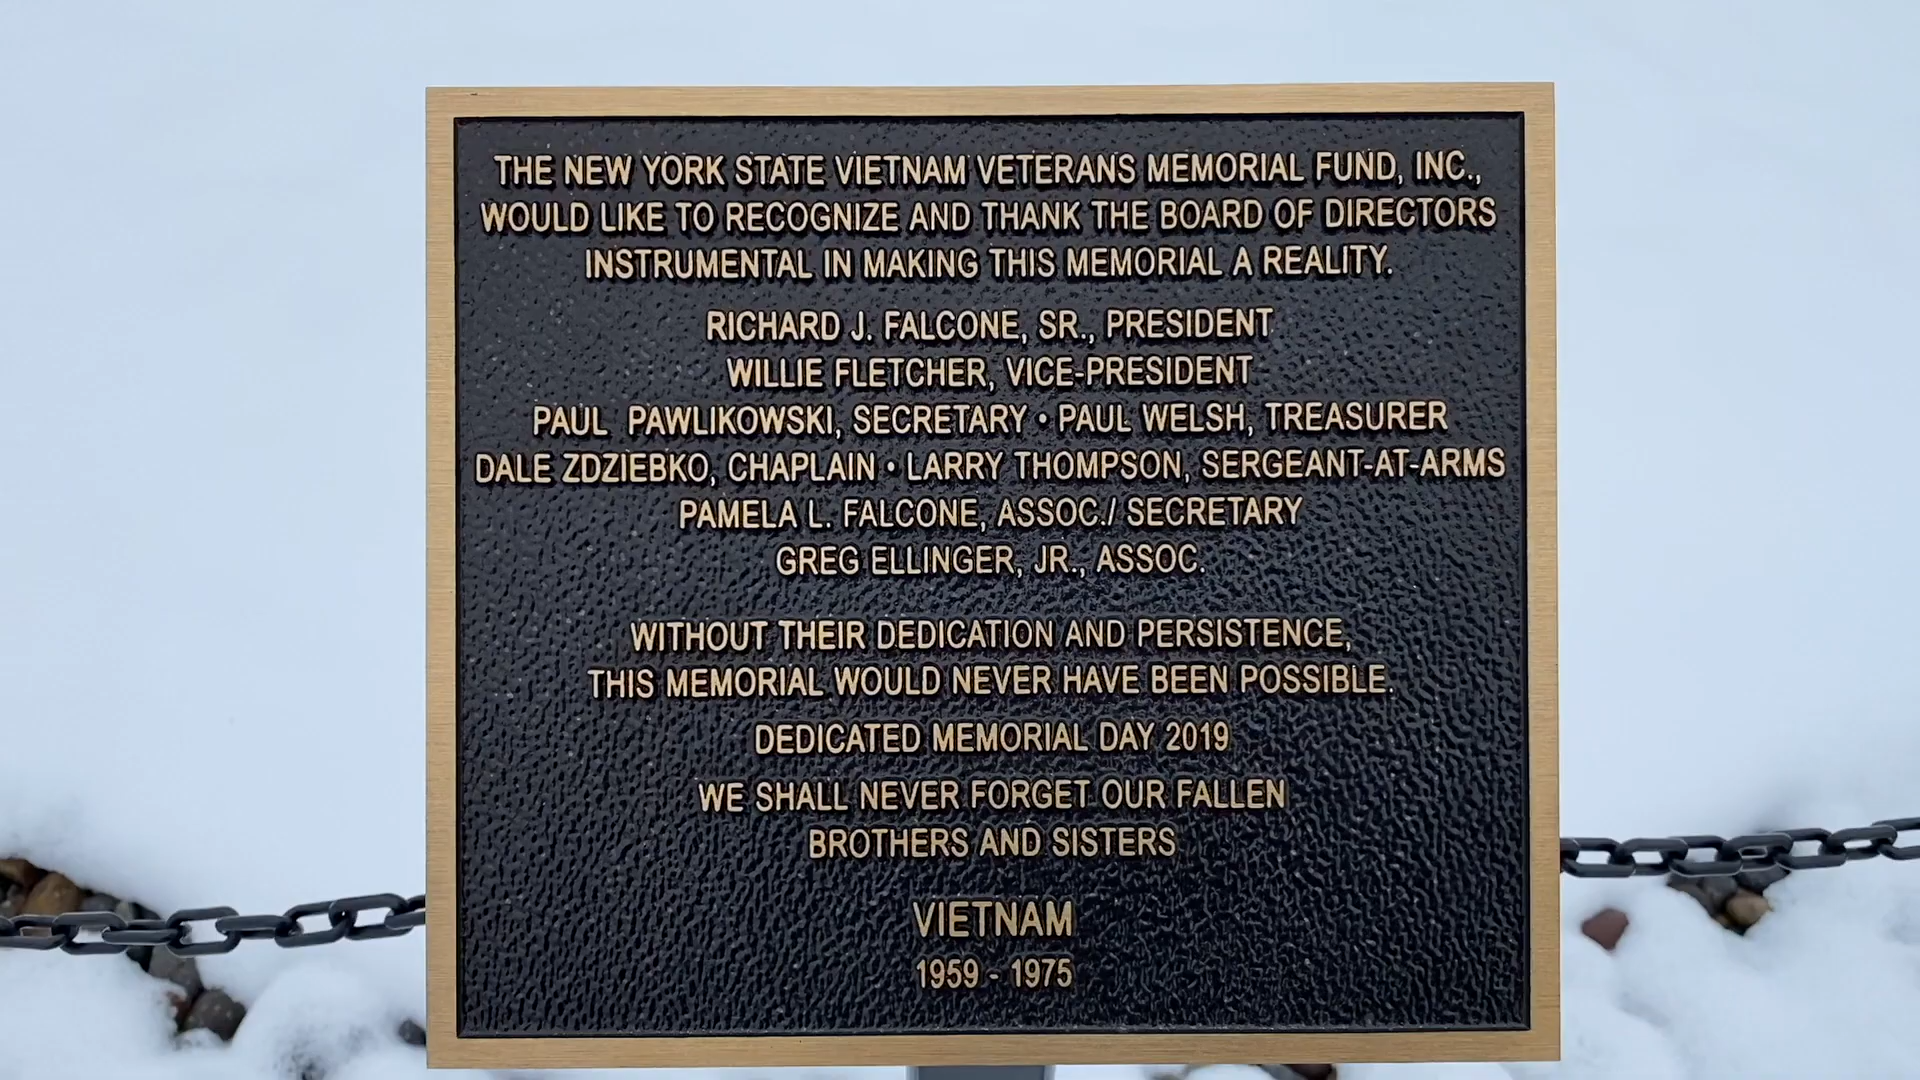 THE NEW YORK STATE VIETNAM VETERANS MEMORIAL FUND, INC.,
WOULD LIKE TO RECOGNIZE AND THANK THE BOARD OF DIRECTORS
INSTRUMENTAL IN MAKING THIS MEMORIAL A REALITY.
RICHARD J. FALCONE, SR., PRESIDENT
WILLIE FLETCHER, VICE-PRESIDENT
PAUL PAWLIKOWSKI, SECRETARY • PAUL WELSH, TREASURER
DALE ZDZIEBKO, CHAPLAIN • LARRY THOMPSON, SERGEANT-AT-ARMS
PAMELA L. FALCONE, ASSOC./ SECRETARY
GREG ELLINGER, JR., ASSOC.
WITHOUT THEIR DEDICATION AND PERSISTENCE,
THIS MEMORIAL WOULD NEVER HAVE BEEN POSSIBLE.
DEDICATED MEMORIAL DAY 2019
WE SHALL NEVER FORGET OUR FALLEN
BROTHERS AND SISTERS
VIETNAM
1959 - 1975